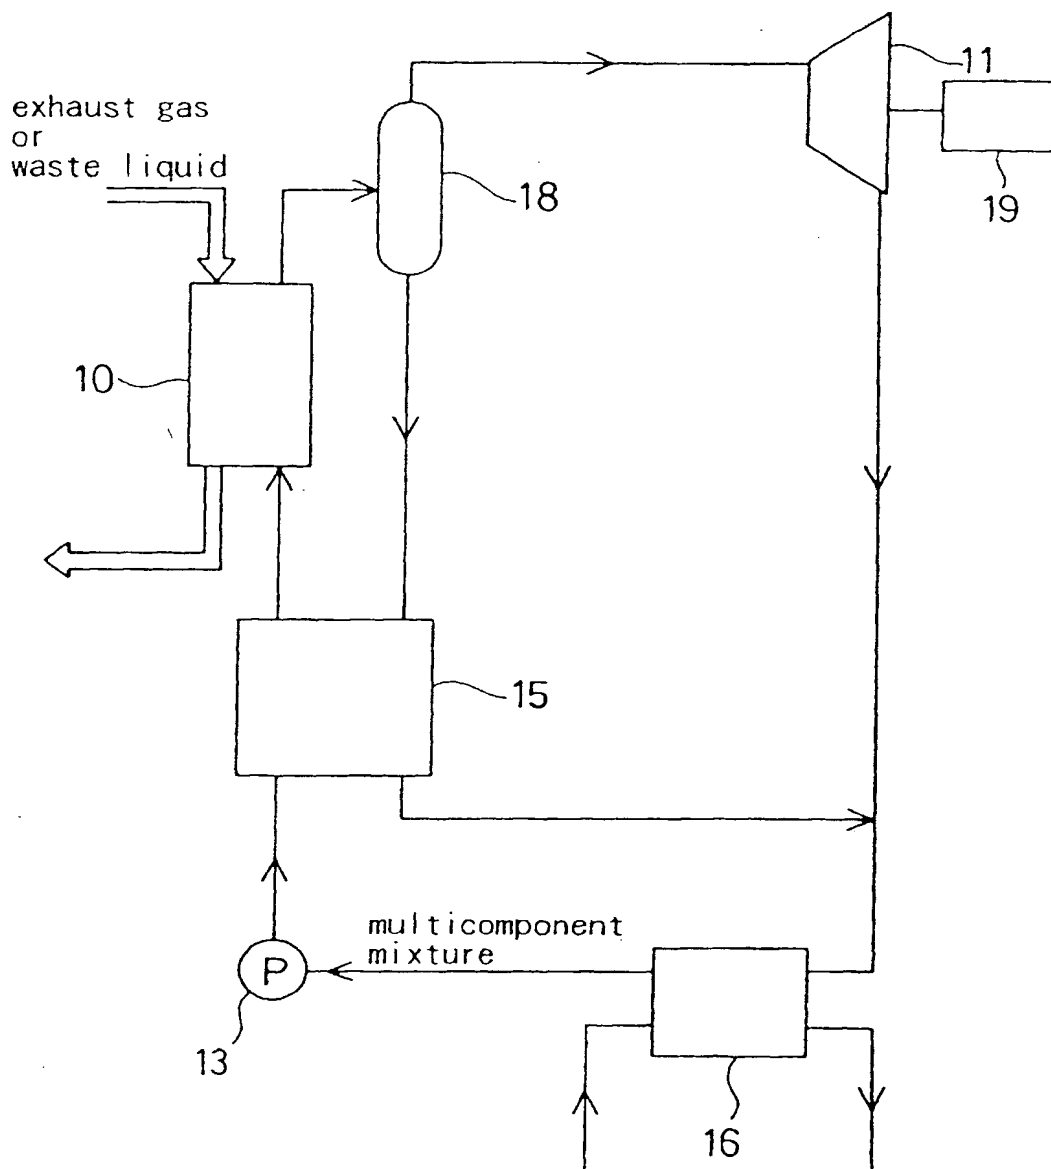 11
exhaust gas
or
waste liquid
18
19
10
15
multicomponent
mixture
P
13
16